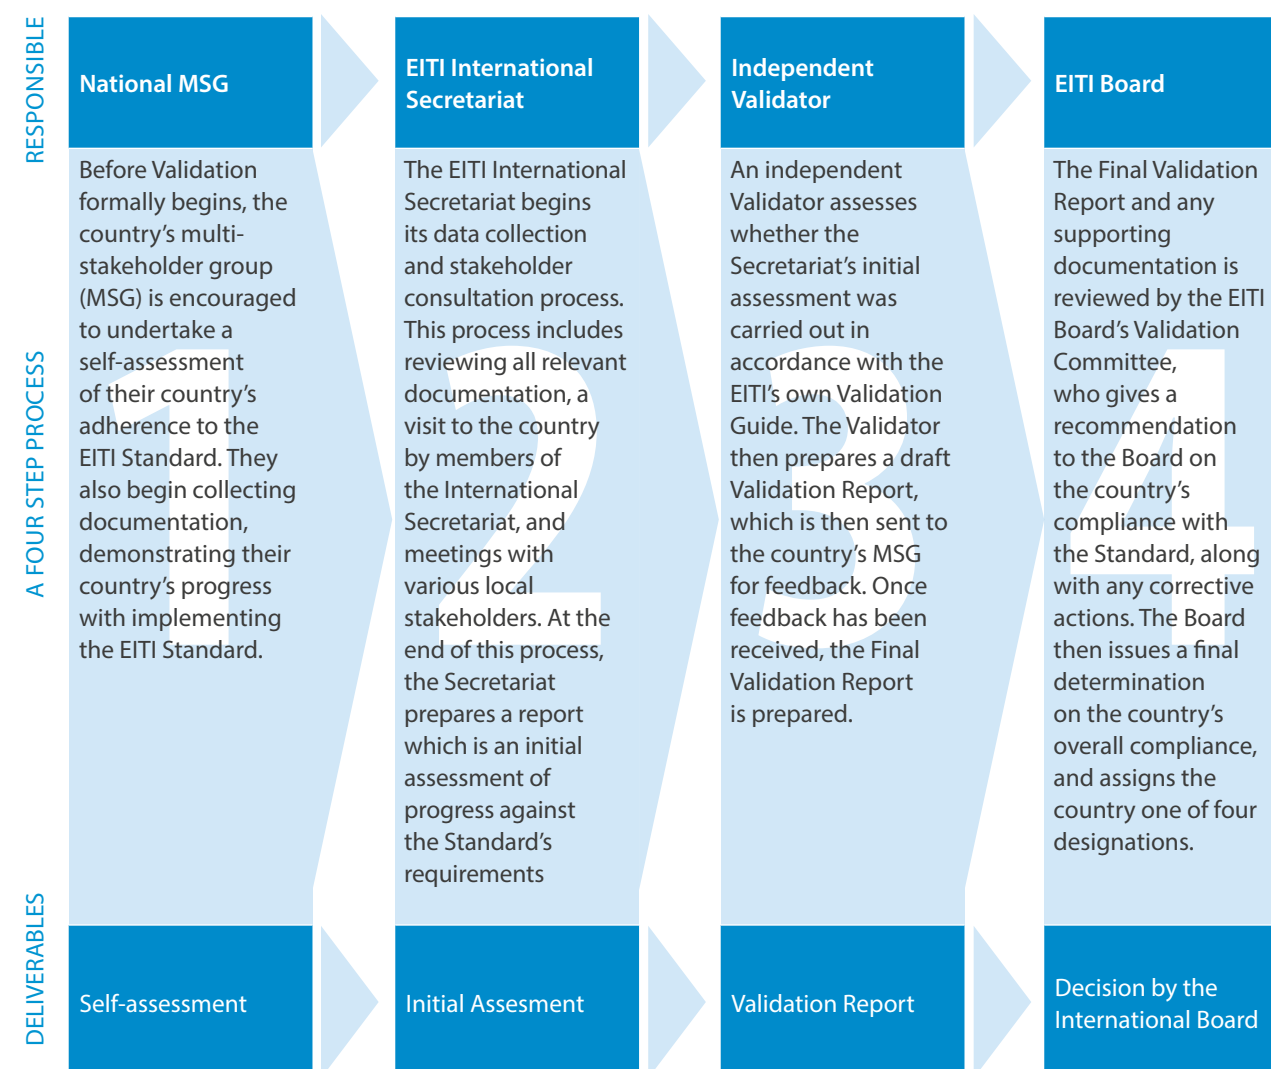 RESPONSIBLE
National MSG
EITI International
Secretariat
Independent
Validator
EITI Board
A FOUR STEP PROCESS
1
Before Validation
formally begins, the
country's multi-
stakeholder group
(MSG) is encouraged
to undertake a
self-assessment
of their country's
adherence to the
EITI Standard. They
also begin collecting
documentation,
demonstrating their
country's progress
with implementing
the EITI Standard.
2
The EITI International
Secretariat begins
its data collection
and stakeholder
consultation process.
This process includes
reviewing all relevant
documentation, a
visit to the country
by members of
the International
Secretariat, and
meetings with
various local
stakeholders. At the
end of this process,
the Secretariat
prepares a report
which is an initial
assessment of
progress against
the Standard's
requirements
3
An independent
Validator assesses
whether the
Secretariat's initial
assessment was
carried out in
accordance with the
EITI's own Validation
Guide. The Validator
then prepares a draft
Validation Report,
which is then sent to
the country's MSG
for feedback. Once
feedback has been
received, the Final
Validation Report
is prepared.
4
The Final Validation
Report and any
supporting
documentation is
reviewed by the EITI
Board's Validation
Committee,
who gives a
recommendation
to the Board on
the country's
compliance with
the Standard, along
with any corrective
actions. The Board
then issues a final
determination
on the country's
overall compliance,
and assigns the
country one of four
designations.
DELIVERABLES
Self-assessment
Initial Assesment
Validation Report
Decision by the
International Board